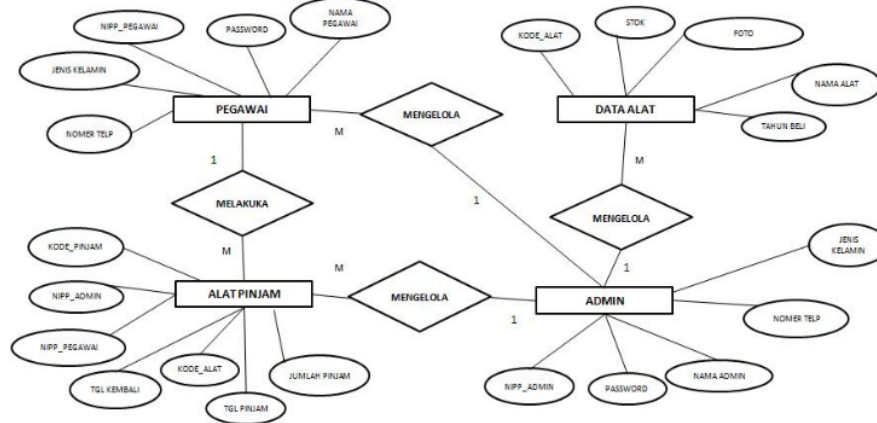 NIPP_PEGAWAI
PASSWORD
NAMA
PEGAWAI
JENIS KELAMIN
NOMER TELP
PEGAWAI
M
MENGELOLA
1
KODE_ALAT
STOK
FOTO
NAMA ALAT
TAHUN BELI
DATA ALAT
M
MENGELOLA
1
1
MELAKUKA
M
KODE_PINJAM
NIPP_ADMIN
NIPP_PEGAWAI
TGL KEMBALI
KODE_ALAT
TGL PINJAM
JUMLAH PINJAM
ALAT PINJAM
M
MENGELOLA
1
ADMIN
JENIS
KELAMIN
NOMER TELP
NAMA ADMIN
PASSWORD
NIPP_ADMIN